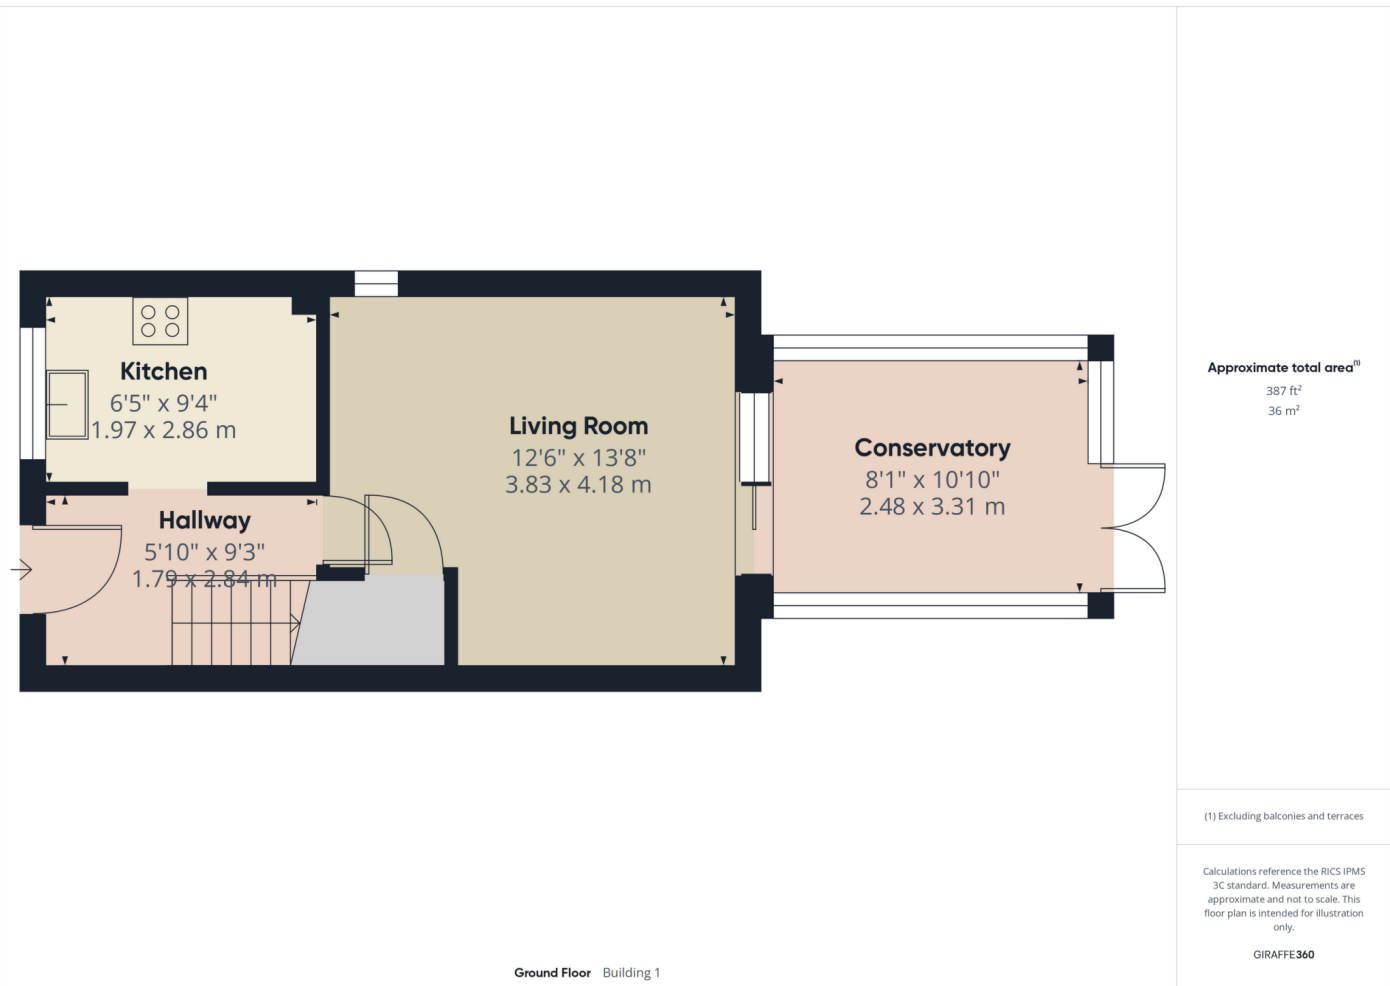 Kitchen
6'5" x 9'4"
1.97 x 2.86 m
Hallway
5'10" x 9'3"
1.79 x 2.84 m
Living Room
12'6" x 13'8"
3.83 x 4.18 m
Conservatory
8'1" x 10'10"
2.48 x 3.31 m
Ground Floor Building 1
Approximate total area(1)
387 ft²
36 m²
(1) Excluding balconies and terraces
Calculations reference the RICS IPMS
3C standard. Measurements are
approximate and not to scale. This
floor plan is intended for illustration
only.
GIRAFFE360